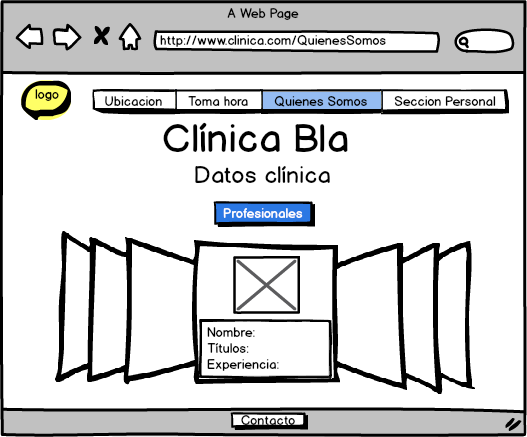 A Web Page
http://www.clinica.com/QuienesSomos
logo
Ubicacion Toma hora Quienes Somos Seccion Personal
Clínica Bla
Datos clínica
Profesionales
Nombre:
Títulos:
Experiencia:
Contacto